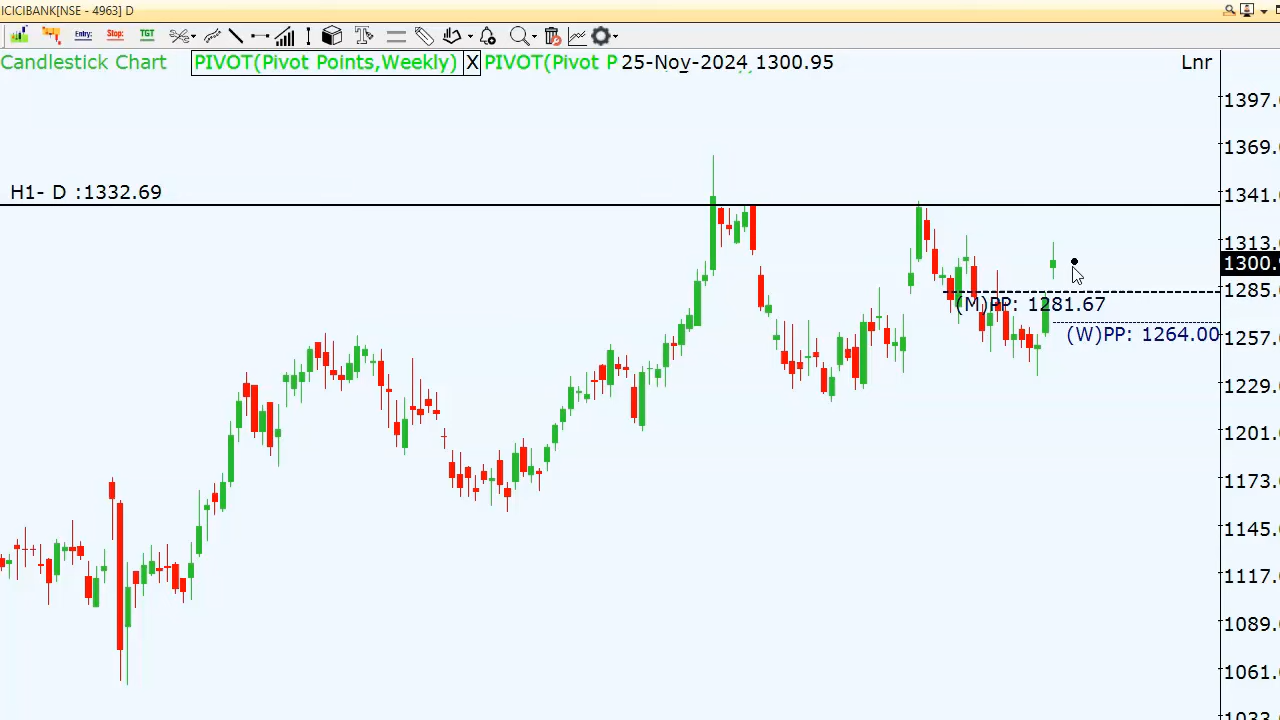 ICICIBANK[NSE - 4963] D
Entry: Stop: TGT
Candlestick Chart PIVOT(Pivot Points,Weekly) X PIVOT(Pivot P 25-Nov-2024 1300.95 Lnr
1397.
1369.
H1- D :1332.69
1341.
1313.
1300.
1285.
(M)PP: 1281.67
(W)PP: 1264.00
1257.
1229.
1201.
1173.
1145.
1117.
1089.
1061.